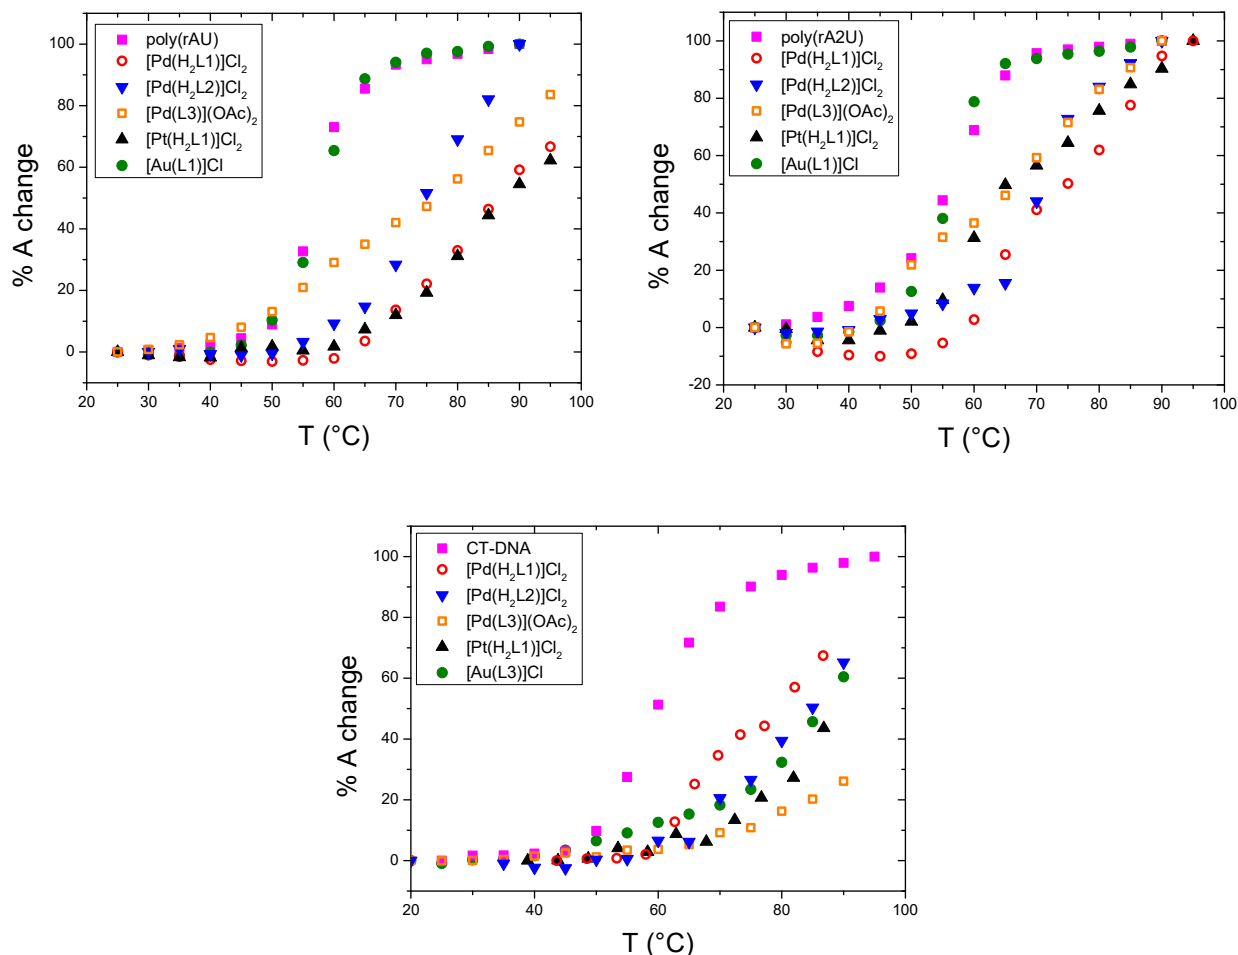 poly(rAU)
[Pd(H2L1)]Cl2
[Pd(H2L2)]Cl2
[Pd(L3)](OAc)2
[Pt(H2L1)]Cl2
[Au(L1)]Cl
% A change
100
80
60
40
20
0
20 30 40 50 60 70 80 90 100
T (°C)
poly(rA2U)
[Pd(H2L1)]Cl2
[Pd(H2L2)]Cl2
[Pd(L3)](OAc)2
[Pt(H2L1)]Cl2
[Au(L1)]Cl
% A change
100
80
60
40
20
0
-20
20 30 40 50 60 70 80 90 100
T (°C)
CT-DNA
[Pd(H2L1)]Cl2
[Pd(H2L2)]Cl2
[Pd(L3)](OAc)2
[Pt(H2L1)]Cl2
[Au(L3)]Cl
% A change
100
80
60
40
20
0
20 40 60 80 100
T (°C)